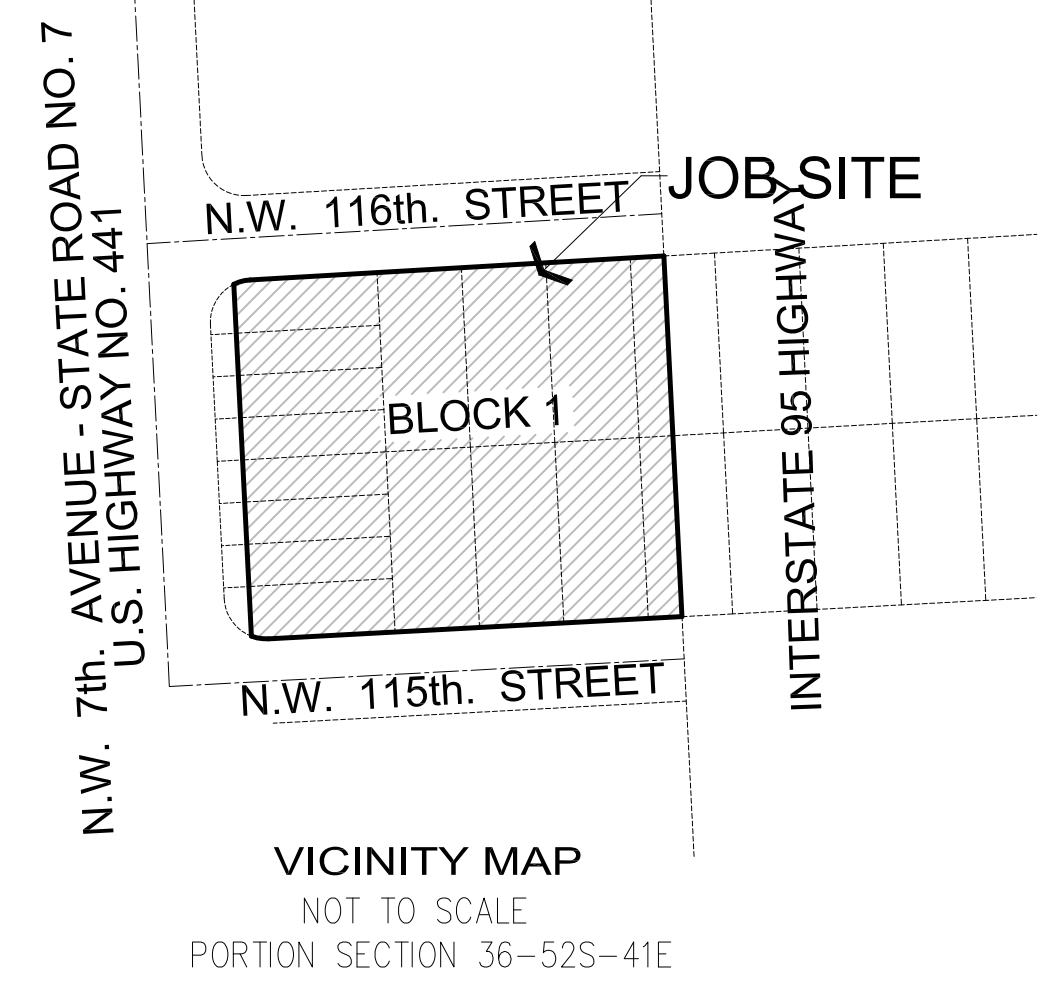 N.W. 7th. AVENUE - STATE ROAD NO. 7
U.S. HIGHWAY NO. 441
N.W. 116th. STREET
JOB SITE
BLOCK 1
INTERSTATE 95 HIGHWAY
N.W. 115th. STREET
VICINITY MAP
NOT TO SCALE
PORTION SECTION 36-52S-41E